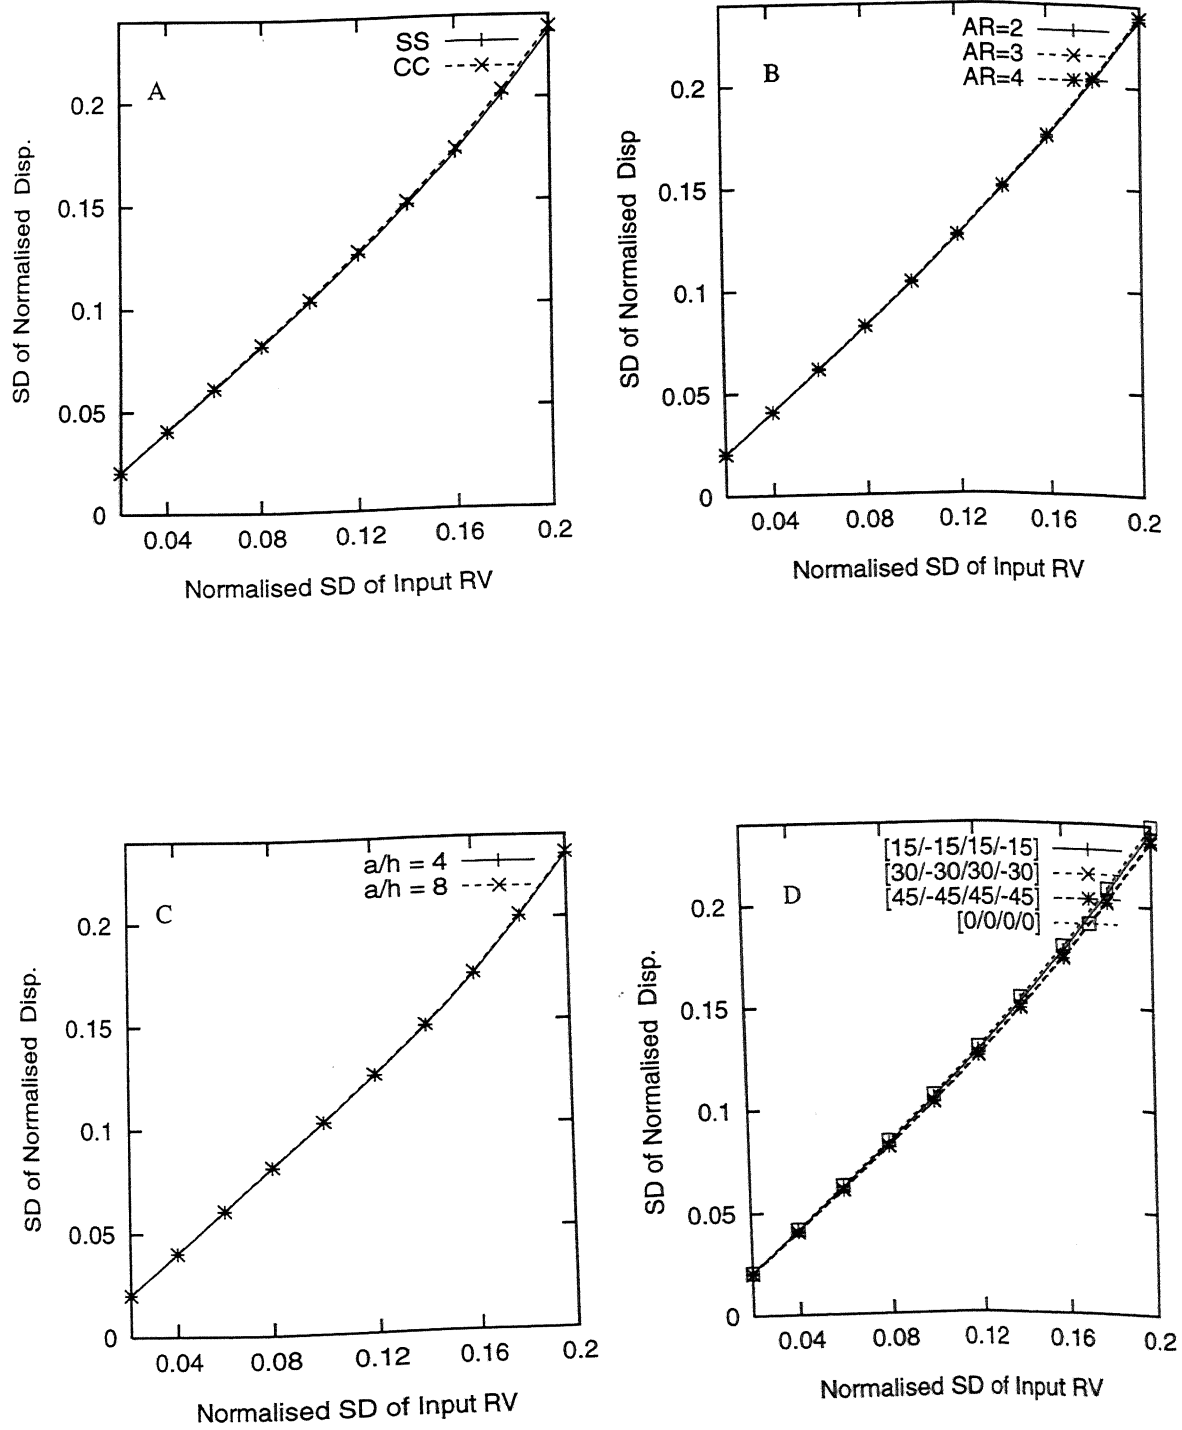 SS
CC
A
0.2
0.15
0.1
0.05
0
SD of Normalised Disp.
0.04 0.08 0.12 0.16 0.2
Normalised SD of Input RV
AR=2
AR=3
AR=4
B
0.2
0.15
0.1
0.05
0
SD of Normalised Disp
0.04 0.08 0.12 0.16 0.2
Normalised SD of Input RV
a/h = 4
a/h = 8
C
0.2
0.15
0.1
0.05
0
SD of Normalised Disp.
0.04 0.08 0.12 0.16 0.2
Normalised SD of Input RV
[15/-15/15/-15]
[30/-30/30/-30]
[45/-45/45/-45]
[0/0/0/0]
D
0.2
0.15
0.1
0.05
0
SD of Normalised Disp.
0.04 0.08 0.12 0.16 0.2
Normalised SD of Input RV